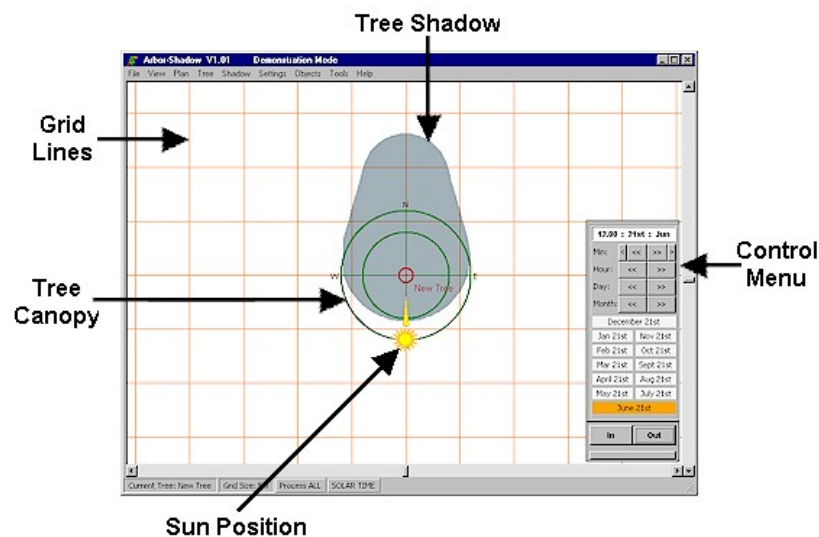 Tree Shadow
Arbor-Shadow V1.01 Demonstration Mode
File View Plan Tree Shadow Settings Objects Tools Help
Grid
Lines
N
12.00 : 21st : Jun
Min: < << >> >
Control
Menu
Hour: << >>
W E
New Tree
Day: << >>
Tree
Canopy
Month: << >>
December 21st
Jan 21st Nov 21st
Feb 21st Oct 21st
Mar 21st Sept 21st
April 21st Aug 21st
May 21st July 21st
June 21st
In Out
Current Tree: New Tree Grid Size: Process ALL SOLAR TIME
Sun Position